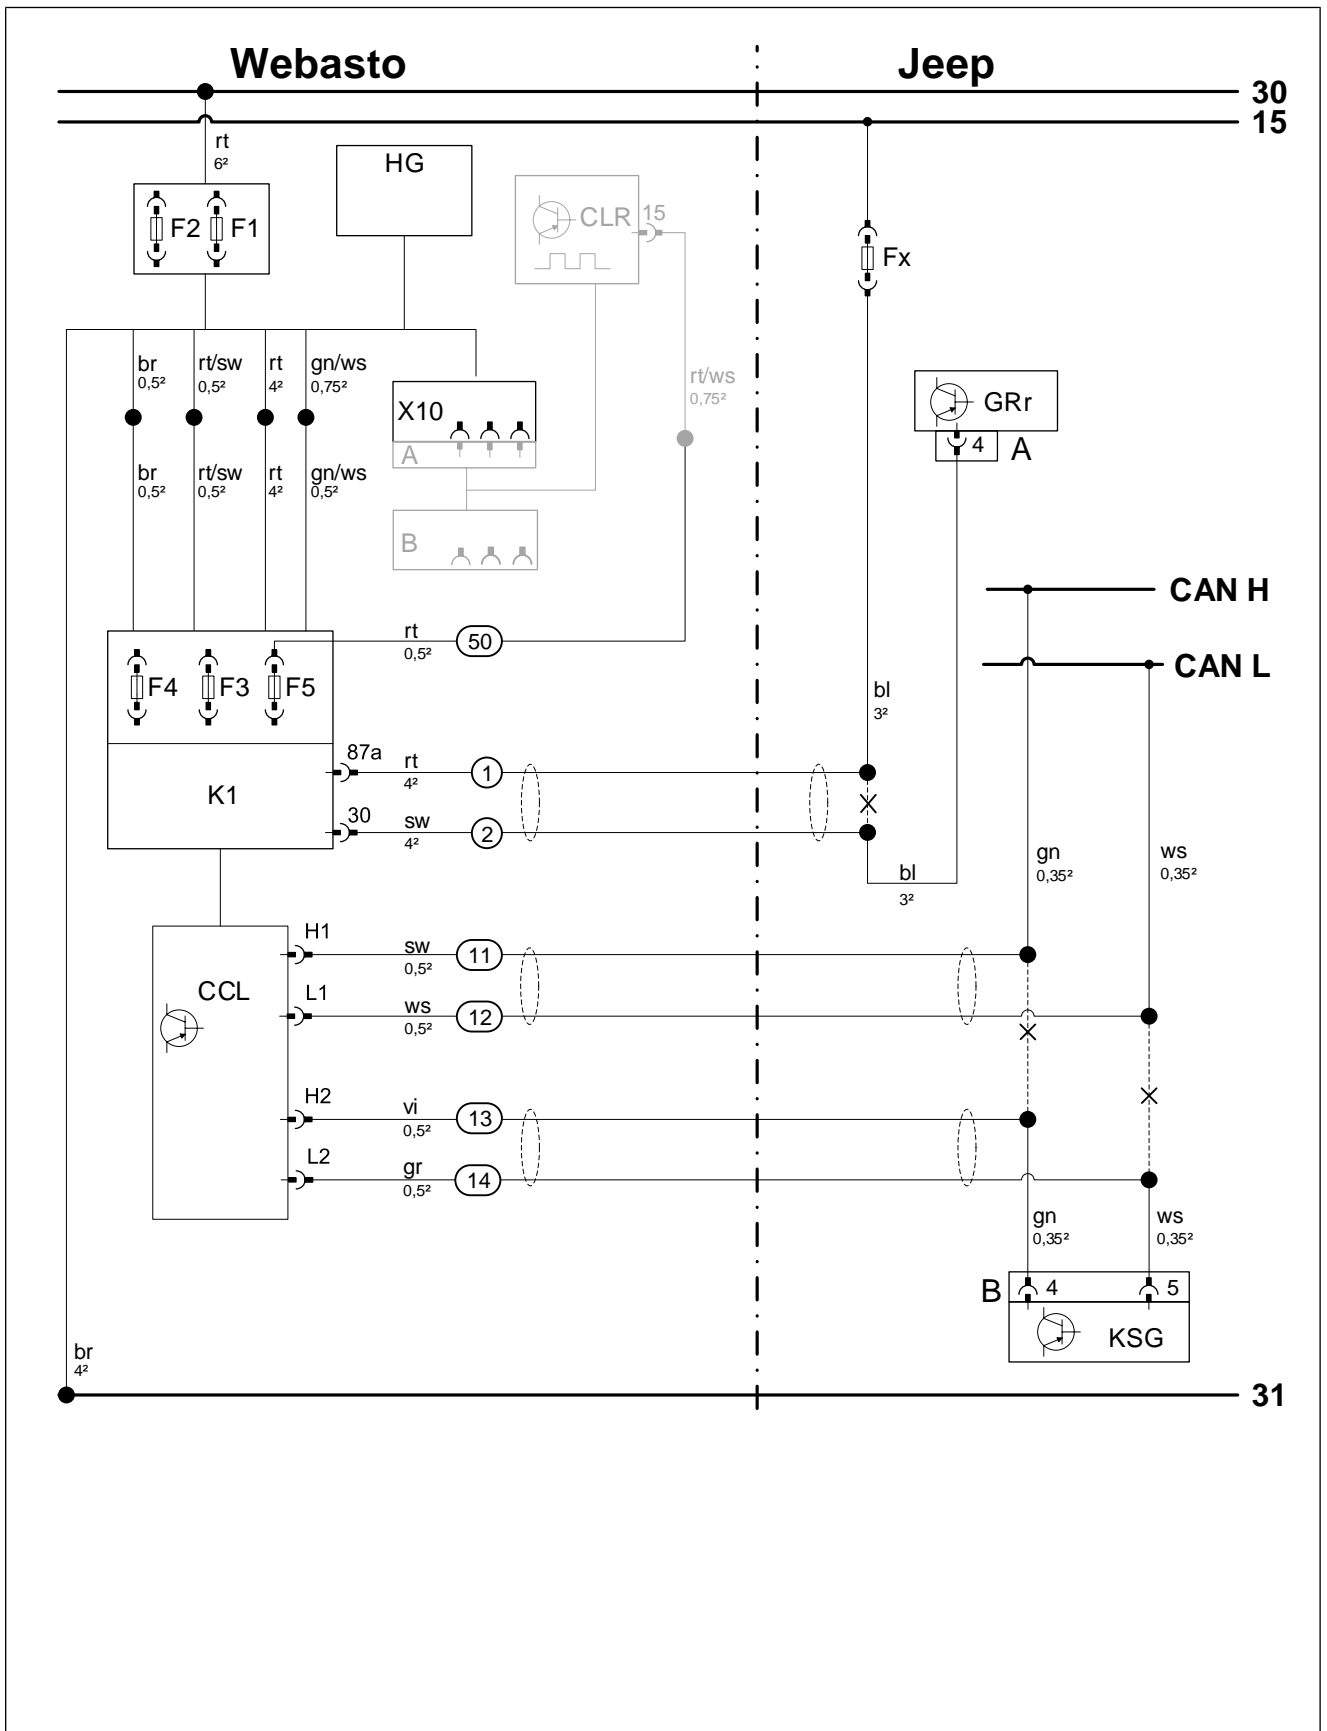 Webasto
Jeep
30
15
rt
6²
HG
CLR
15
F2
F1
Fx
br
0,5²
rt/sw
0,5²
rt
4²
gn/ws
0,75²
rt/ws
0,75²
X10
A
GRr
4
A
br
0,5²
rt/sw
0,5²
rt
4²
gn/ws
0,5²
B
CAN H
rt
0,5²
50
CAN L
F4
F3
F5
bl
3²
87a
rt
4²
1
K1
30
sw
4²
2
gn
0,35²
ws
0,35²
bl
3²
H1
sw
0,5²
11
CCL
L1
ws
0,5²
12
H2
vi
0,5²
13
L2
gr
0,5²
14
gn
0,35²
ws
0,35²
B
4
5
KSG
br
4²
31